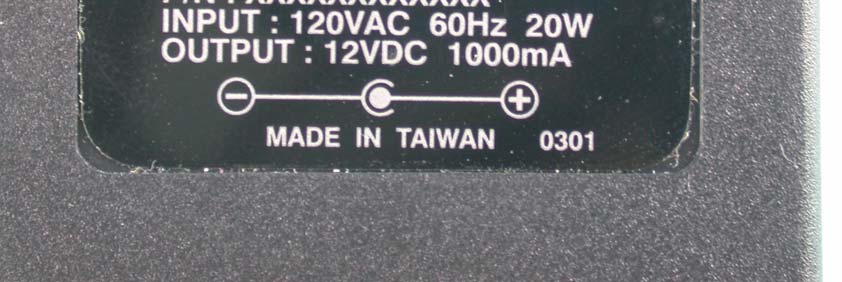 INPUT : 120VAC 60Hz 20W
OUTPUT : 12VDC 1000mA
MADE IN TAIWAN 0301